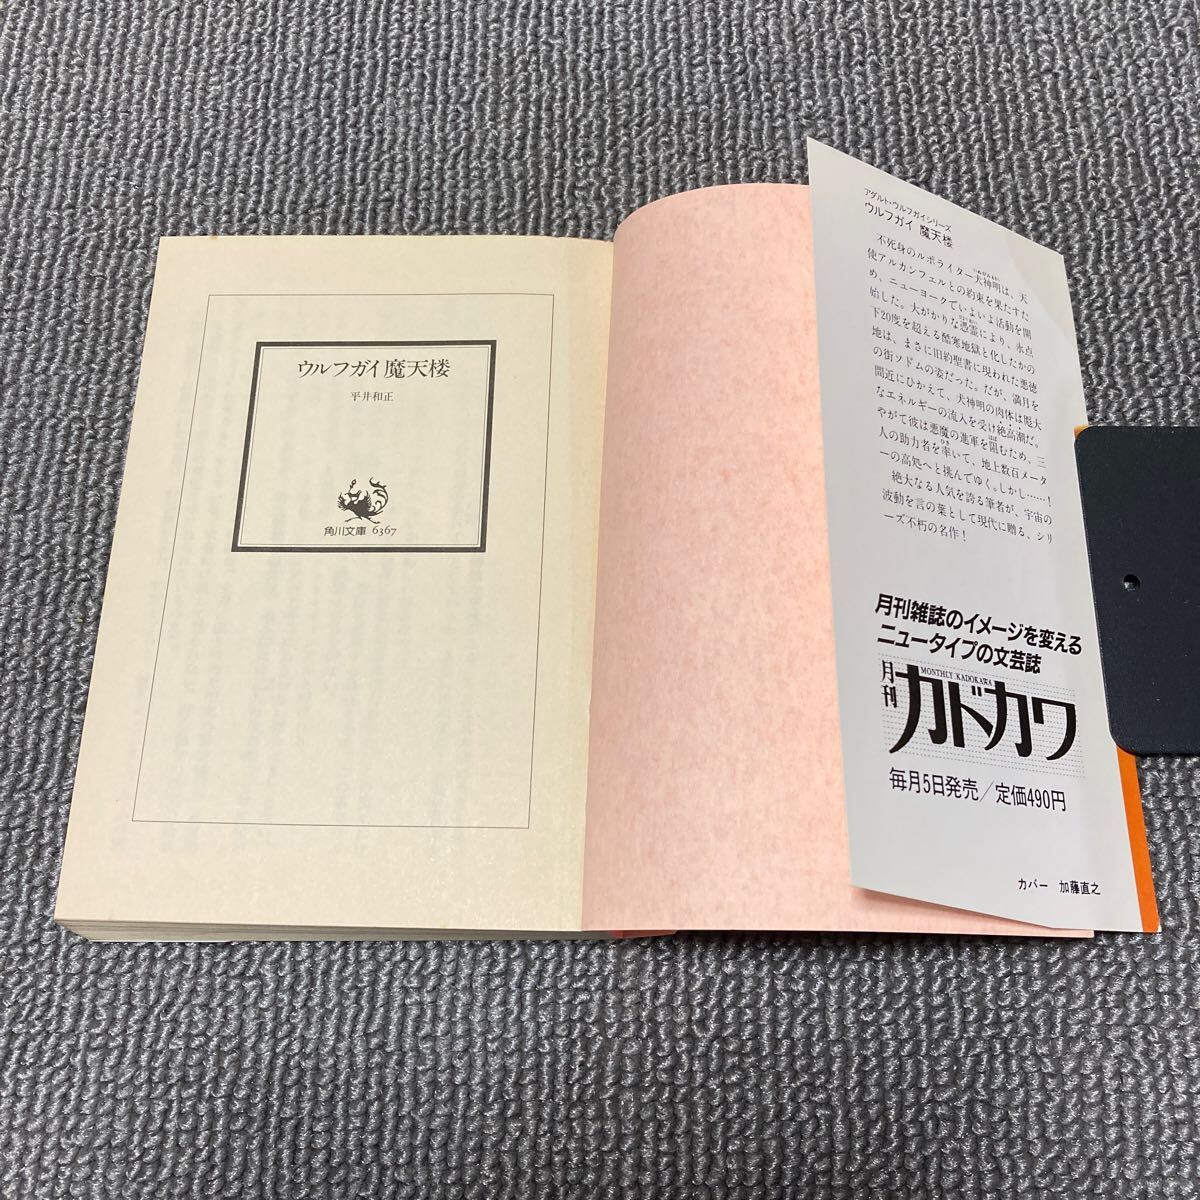 ウルフガイ魔天楼
平井和正
角川文庫 6367
アダルト・ウルフガイシリーズ
ウルフガイ 魔天楼
不死身のルポライター犬神明は、天
使アルカンフェルとの約束を果たすた
め、ニューヨークでいよいよ活動を開
始した。大がかりな憑霊により、氷点
下20度を超える酷寒地獄と化したかの
地は、まさに旧約聖書に現われた悪徳
の街ソドムの姿だった。だが、満月を
間近にひかえて、犬神明の肉体は厖大
なエネルギーの流入を受け絶高潮だ。
やがて彼は悪魔の進軍を阻むため、三
人の助力者を率いて、地上数百メータ
ーの高処へと挑んでゆく。しかし……！
絶大なる人気を誇る筆者が、宇宙の
波動を言の葉として現代に贈る、シリ
ーズ不朽の名作！
月刊雑誌のイメージを変える
ニュータイプの文芸誌
MONTHLY KADOKAWA
月刊カドカワ
毎月5日発売／定価490円
カバー 加藤直之